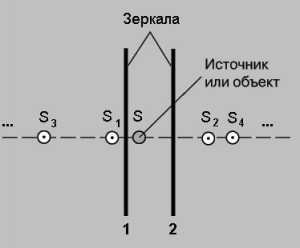 Зеркала
Источник
или объект
... S3 S1 S S2 S4 ...
1 2